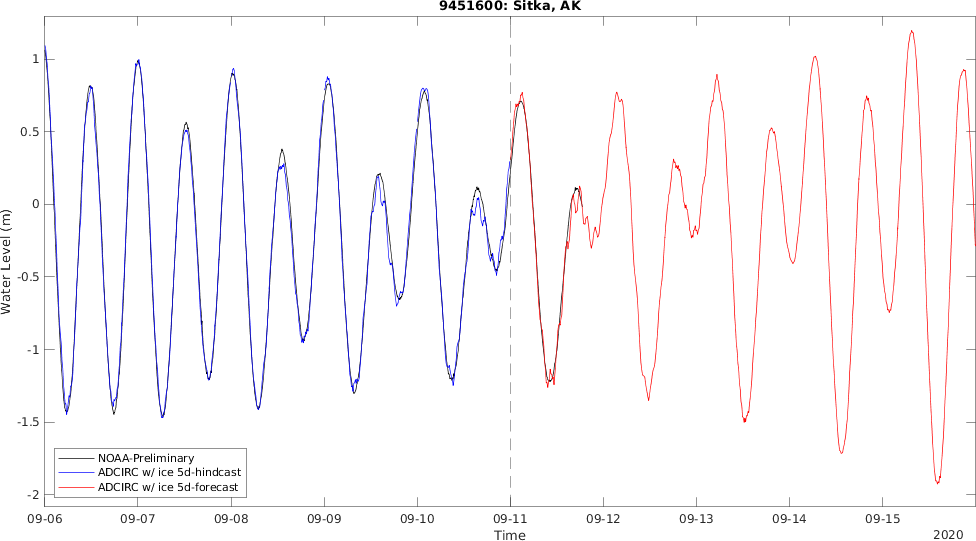 9451600: Sitka, AK
Water Level (m)
1
0.5
0
-0.5
-1
-1.5
-2
NOAA-Preliminary
ADCIRC w/ ice 5d-hindcast
ADCIRC w/ ice 5d-forecast
09-06 09-07 09-08 09-09 09-10 09-11 09-12 09-13 09-14 09-15
Time
2020